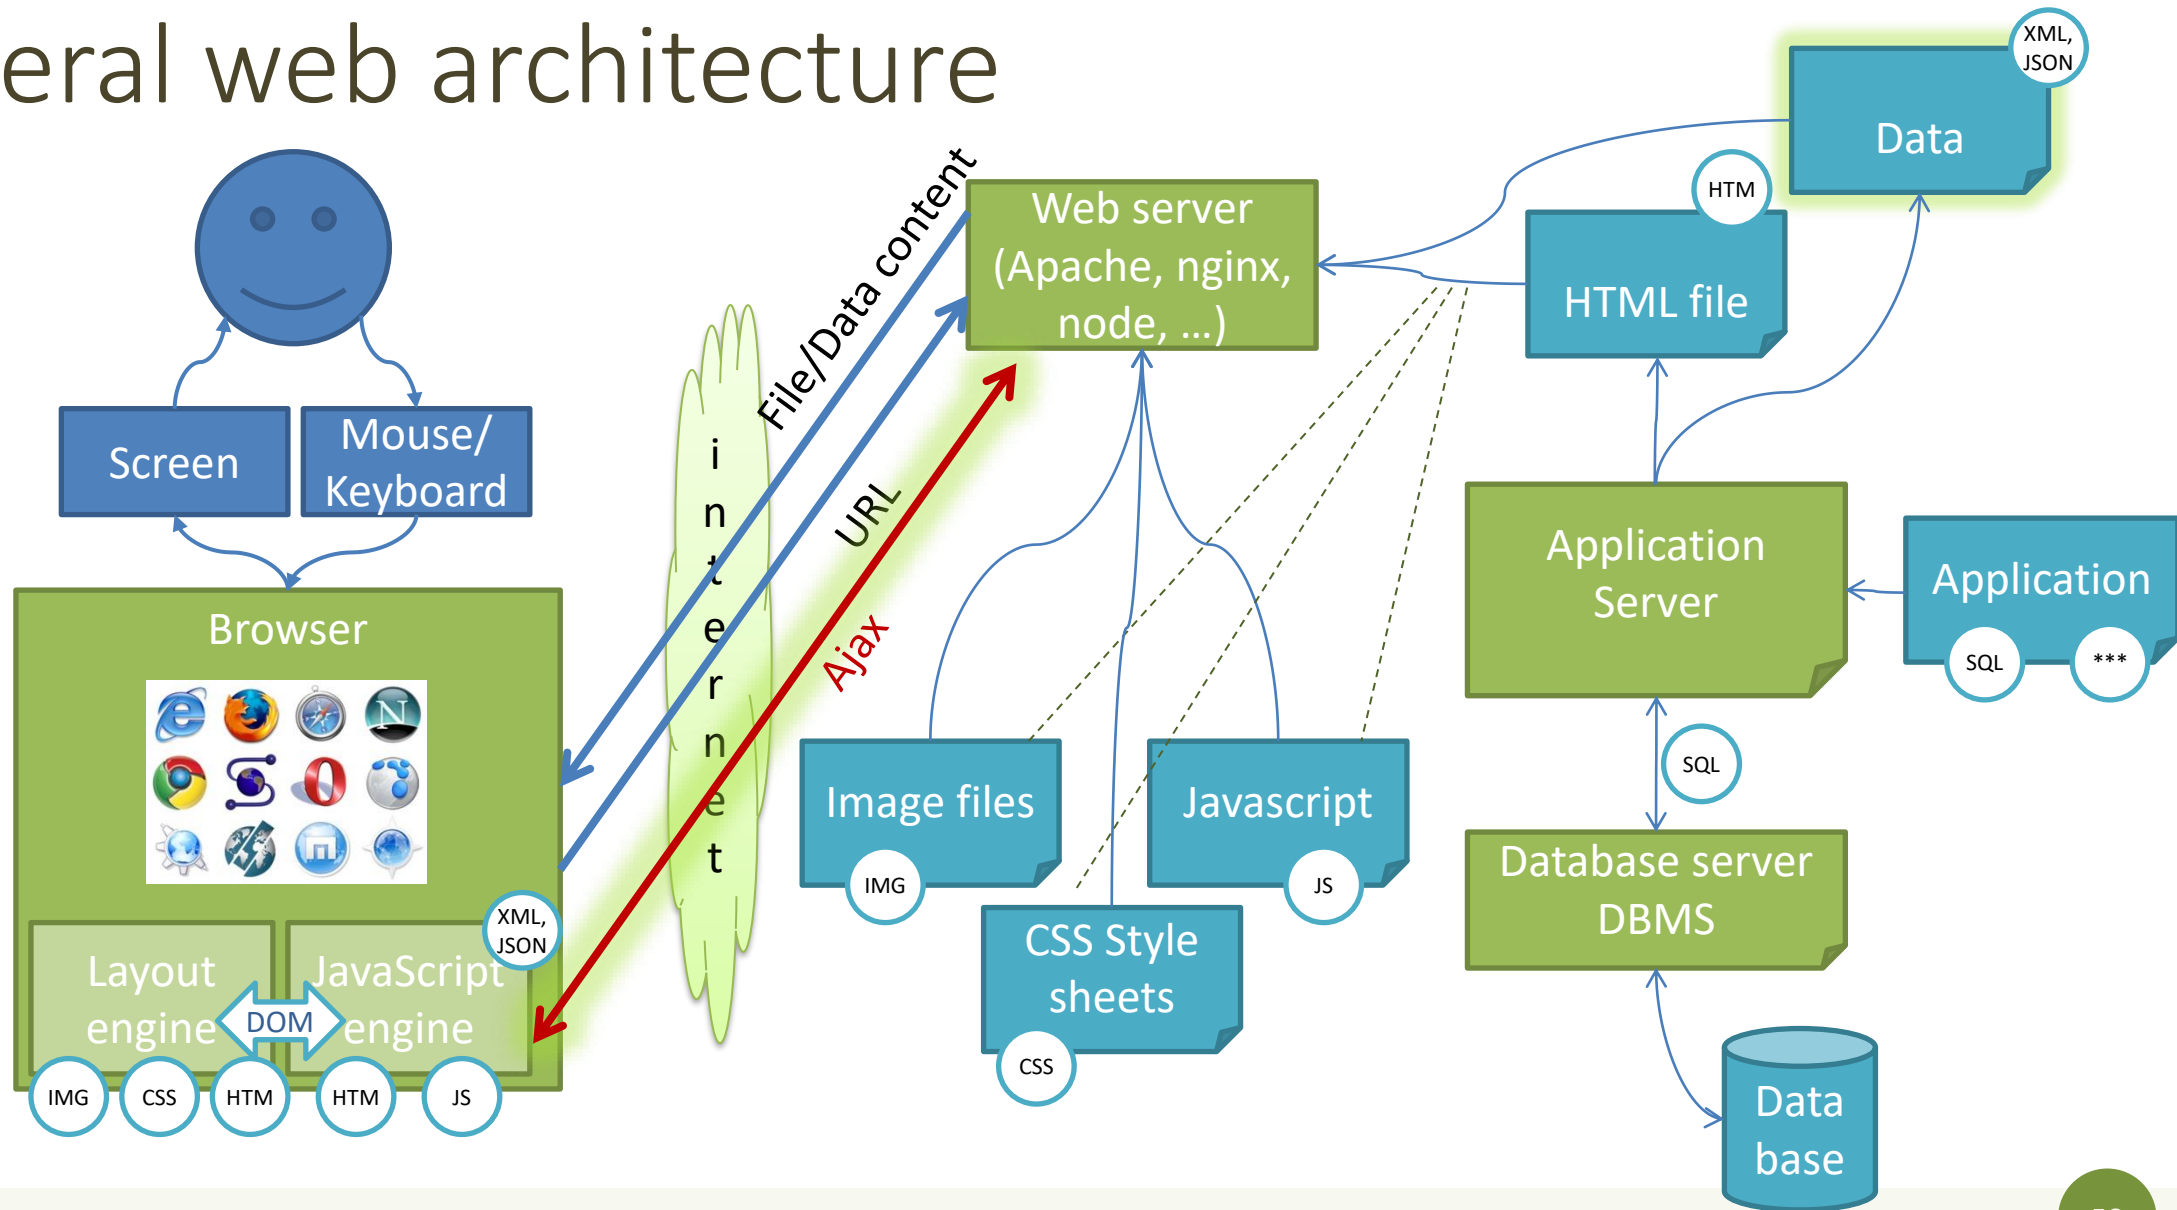 eral web architecture
XML,
JSON
Data
HTM
HTML file
Web server
(Apache, nginx,
node, ...)
File/Data content
URL
Ajax
internet
Screen
Mouse/
Keyboard
Browser
N
XML,
JSON
Layout
engine
DOM
JavaScript
engine
IMG
CSS
HTM
HTM
JS
Image files
IMG
Javascript
JS
CSS Style
sheets
CSS
Application
Server
Application
SQL
***
SQL
Database server
DBMS
Data
base